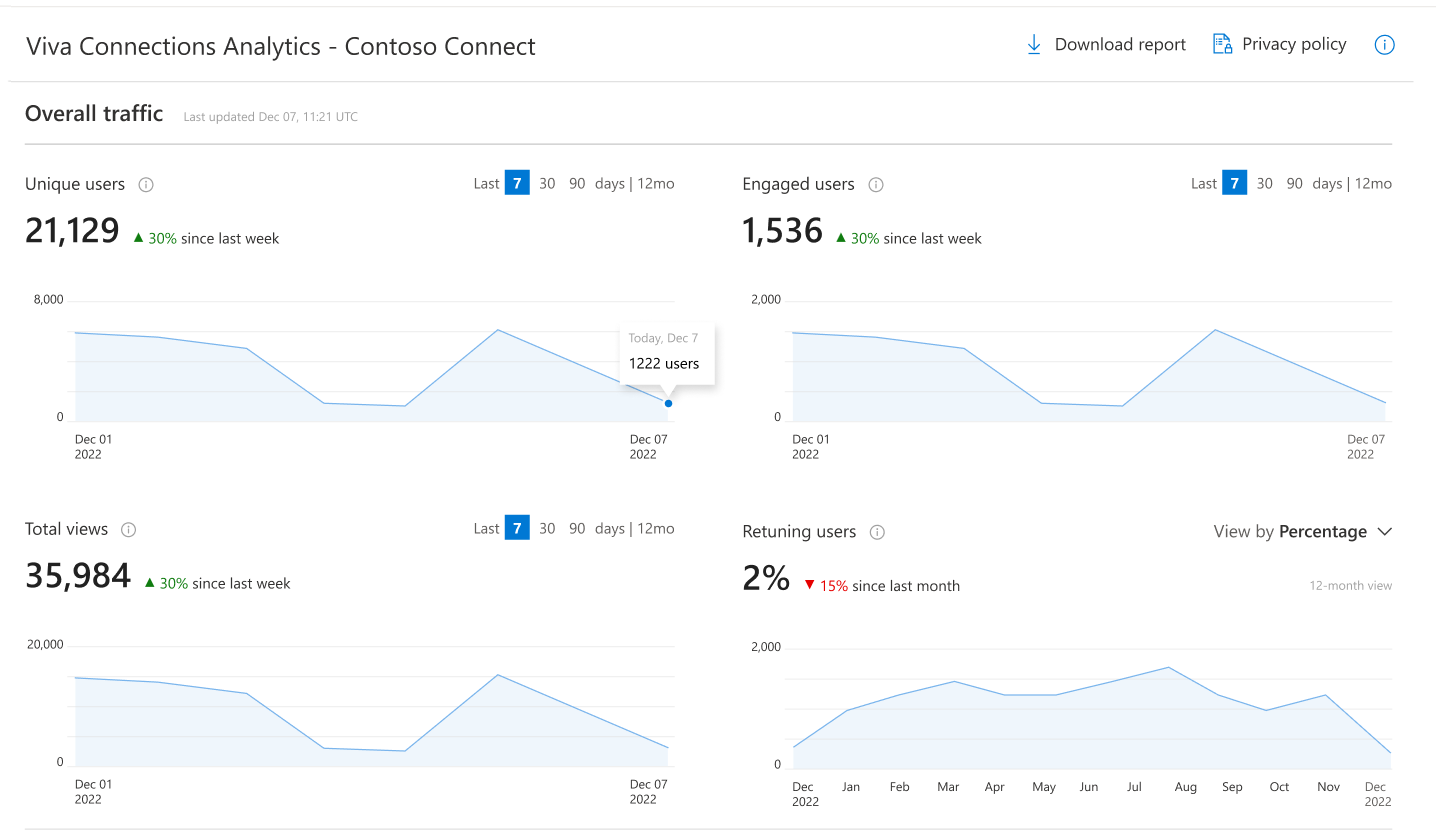 Viva Connections Analytics - Contoso Connect
Download report
Privacy policy
Overall traffic
Last updated Dec 07, 11:21 UTC
Unique users
Last 7 30 90 days | 12mo
21,129
▲ 30% since last week
8,000
0
Today, Dec 7
1222 users
Dec 01
2022
Dec 07
2022
Engaged users
Last 7 30 90 days | 12mo
1,536
▲ 30% since last week
2,000
0
Dec 01
2022
Dec 07
2022
Total views
Last 7 30 90 days | 12mo
35,984
▲ 30% since last week
20,000
0
Dec 01
2022
Dec 07
2022
Retuning users
View by Percentage
2%
▼ 15% since last month
12-month view
2,000
0
Dec Jan Feb Mar Apr May Jun Jul Aug Sep Oct Nov Dec
2022 2022